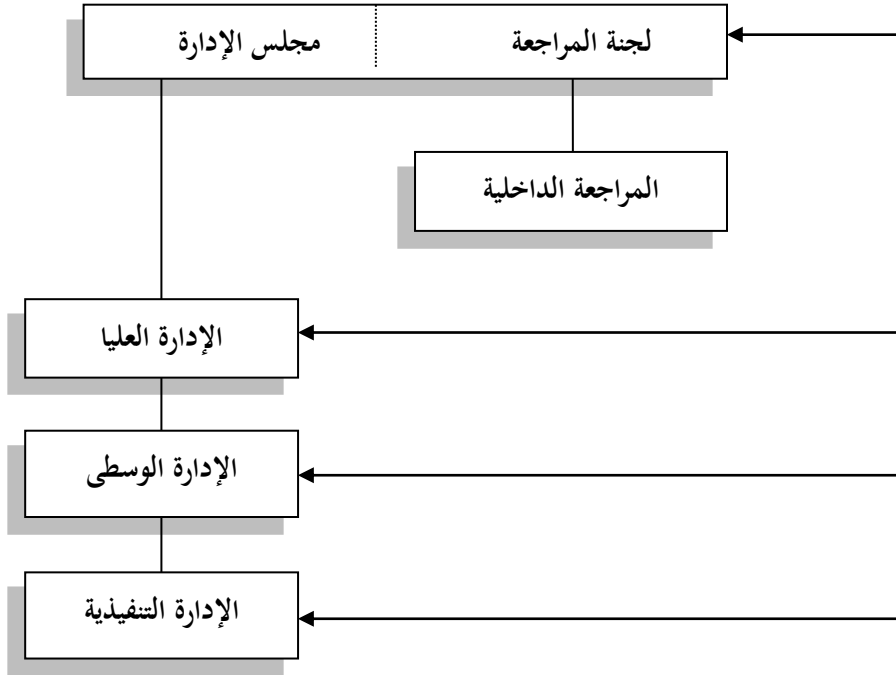 لجنة المراجعة
مجلس الإدارة
المراجعة الداخلية
الإدارة العليا
الإدارة الوسطى
الإدارة التنفيذية